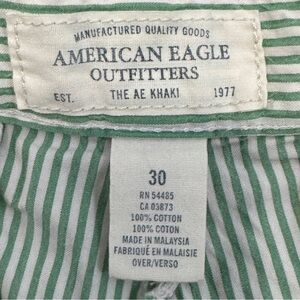 MANUFACTURED QUALITY GOODS
AMERICAN EAGLE
OUTFITTERS
EST. THE AE KHAKI 1977
30
RN 54485
CA 03873
100% COTTON
100% COTON
MADE IN MALAYSIA
FABRIQUÉ EN MALAISIE
OVER/VERSO